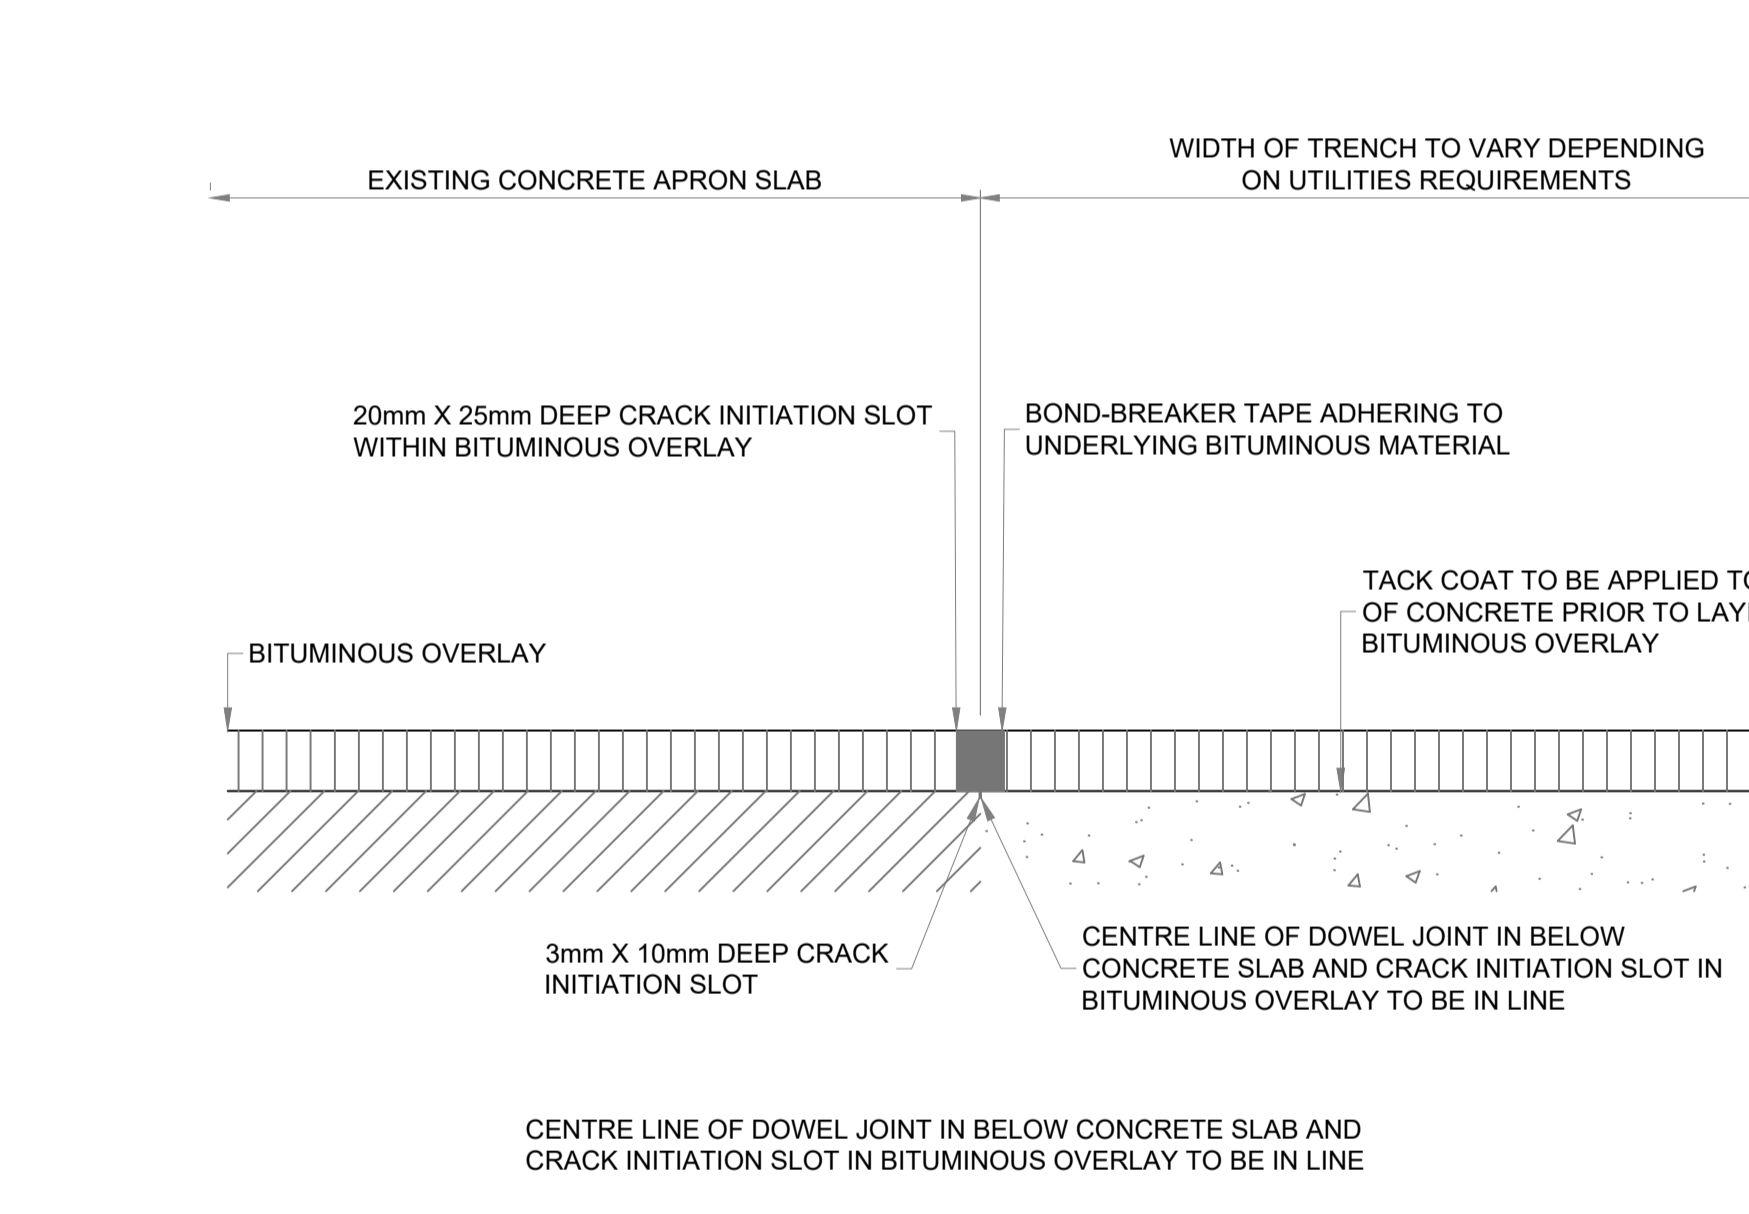 WIDTH OF TRENCH TO VARY DEPENDING
ON UTILITIES REQUIREMENTS
EXISTING CONCRETE APRON SLAB
20mm X 25mm DEEP CRACK INITIATION SLOT
WITHIN BITUMINOUS OVERLAY
BOND-BREAKER TAPE ADHERING TO
UNDERLYING BITUMINOUS MATERIAL
TACK COAT TO BE APPLIED
OF CONCRETE PRIOR TO
BITUMINOUS OVERLAY
BITUMINOUS OVERLAY
3mm X 10mm DEEP CRACK
INITIATION SLOT
CENTRE LINE OF DOWEL JOINT IN BELOW
CONCRETE SLAB AND CRACK INITIATION SLOT IN
BITUMINOUS OVERLAY TO BE IN LINE
CENTRE LINE OF DOWEL JOINT IN BELOW CONCRETE SLAB AND
CRACK INITIATION SLOT IN BITUMINOUS OVERLAY TO BE IN LINE